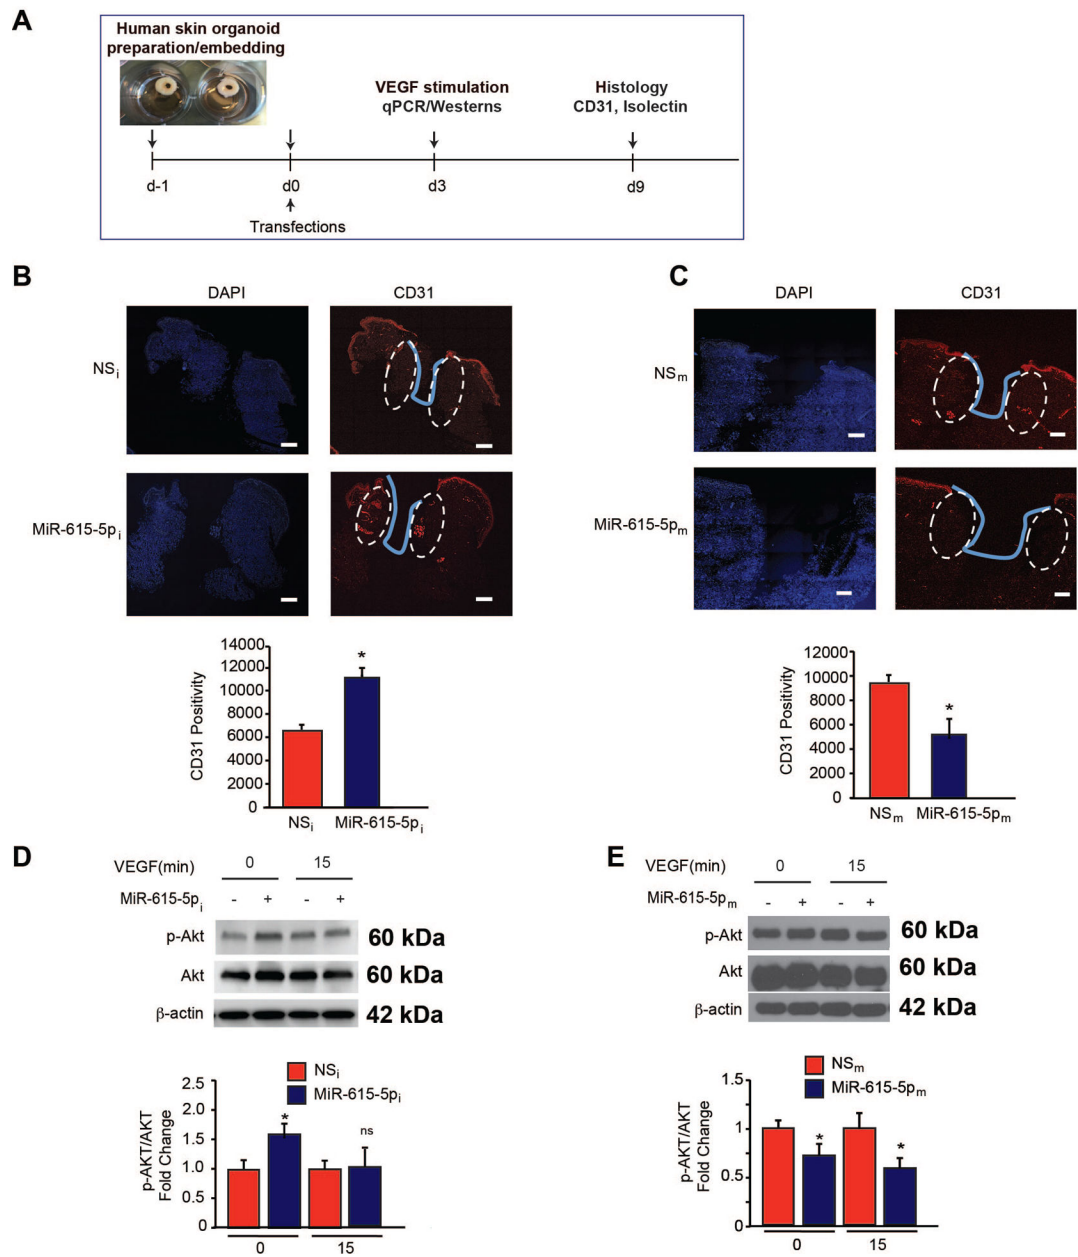 A
Human skin organoid
preparation/embedding
VEGF stimulation
qPCR/Westerns
Histology
CD31, Isolectin
d-1
d0
d3
d9
Transfections
B
DAPI
CD31
NSi
MiR-615-5pi
14000
12000
10000
8000
6000
4000
2000
0
CD31 Positivity
*
NSi
MiR-615-5pi
C
DAPI
CD31
NSm
MiR-615-5pm
12000
10000
8000
6000
4000
2000
0
CD31 Positivity
*
NSm
MiR-615-5pm
D
VEGF(min)
0
15
MiR-615-5pi
- + - +
p-Akt
60 kDa
Akt
60 kDa
β-actin
42 kDa
NSi
MiR-615-5pi
2.5
2.0
1.5
1.0
0.5
0
p-AKT/AKT
Fold Change
*
ns
0
15
E
VEGF(min)
0
15
MiR-615-5pm
- + - +
p-Akt
60 kDa
Akt
60 kDa
β-actin
42 kDa
NSm
MiR-615-5pm
1.5
1
0.5
0
p-AKT/AKT
Fold Change
*
*
0
15